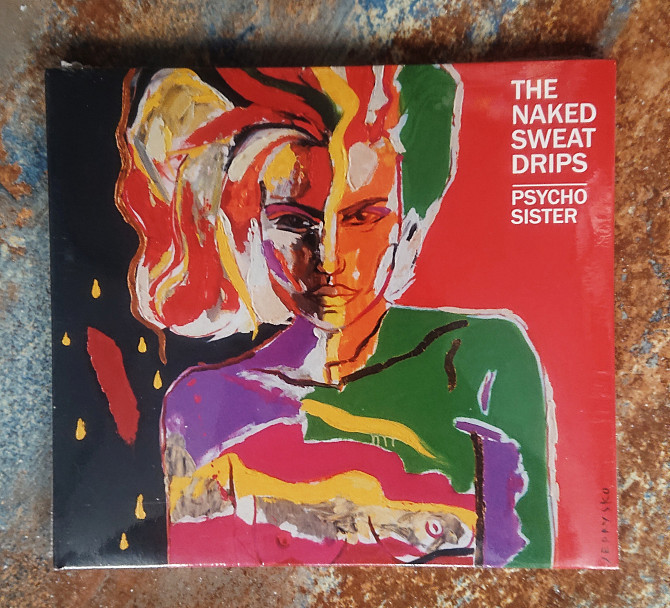 THE
NAKED
SWEAT
DRIPS
PSYCHO
SISTER